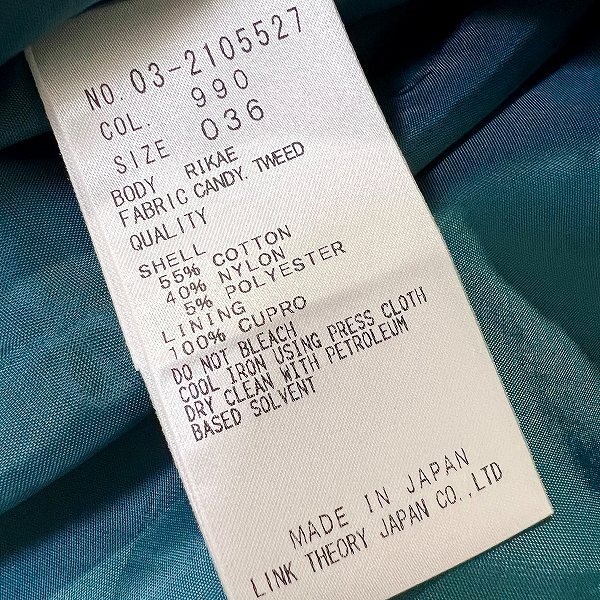 NO. 03-2105527
COL. 990
SIZE 036
BODY RIKAE
FABRIC CANDY. TWEED
QUALITY
SHELL
55% COTTON
40% NYLON
5% POLYESTER
LINING
100% CUPRO
DO NOT BLEACH
COOL IRON USING PRESS CLOTH
DRY CLEAN WITH PETROLEUM
BASED SOLVENT
MADE IN JAPAN
LINK THEORY JAPAN CO.,LTD